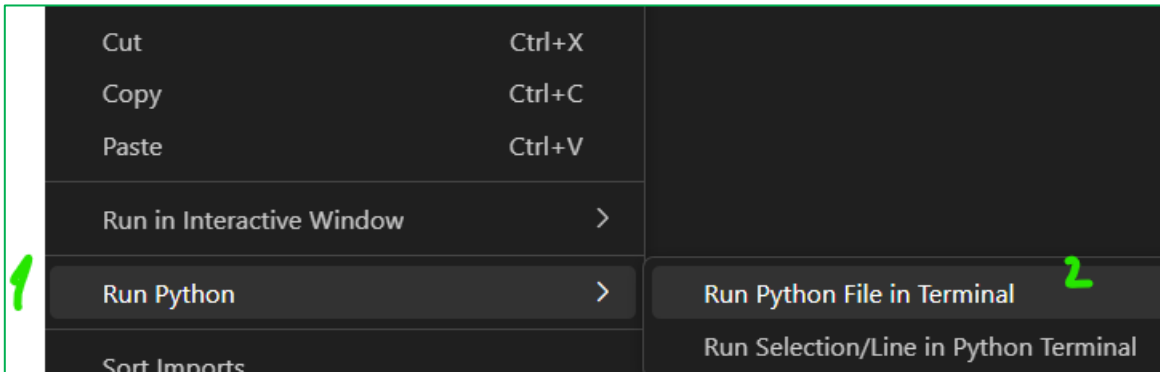 Cut Ctrl+X
Copy Ctrl+C
Paste Ctrl+V
Run in Interactive Window >
1 Run Python >
2
Run Python File in Terminal
Run Selection/Line in Python Terminal
Sort Imports